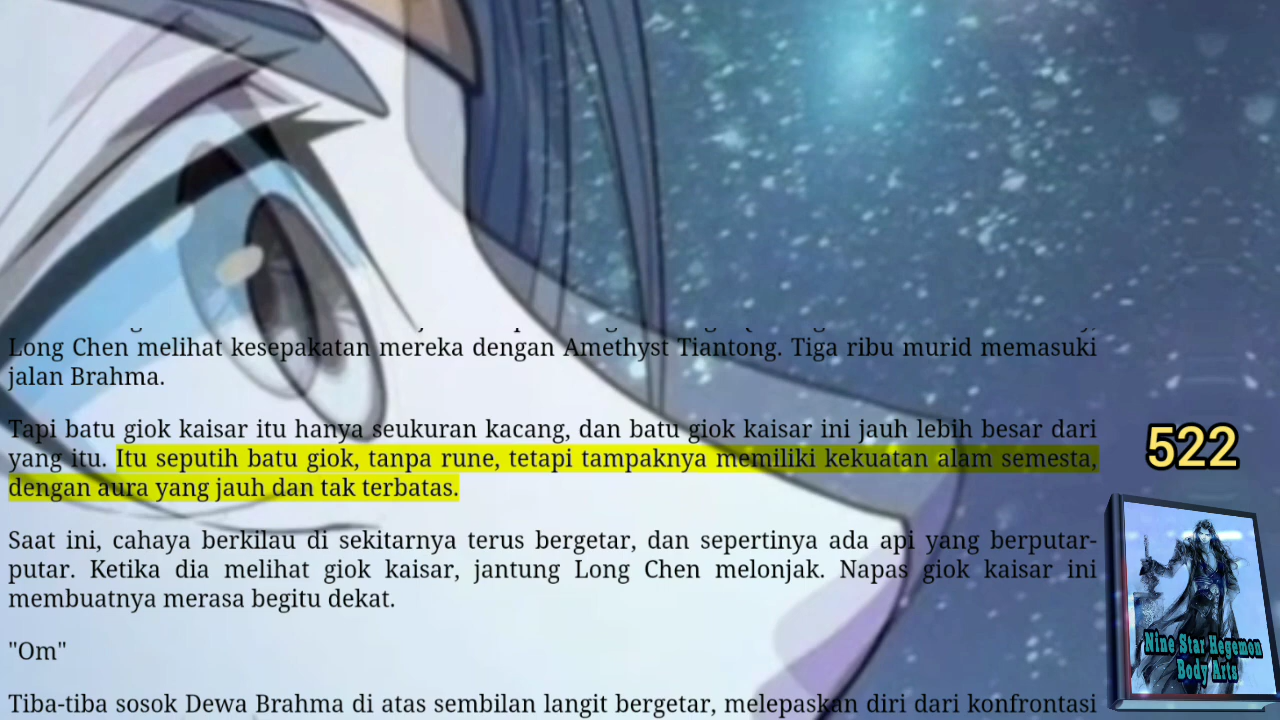 Long Chen melihat kesepakatan mereka dengan Amethyst Tiantong. Tiga ribu murid memasuki
jalan Brahma.
Tapi batu giok kaisar itu hanya seukuran kacang, dan batu giok kaisar ini jauh lebih besar dari
yang itu. Itu seputih batu giok, tanpa rune, tetapi tampaknya memiliki kekuatan alam semesta,
dengan aura yang jauh dan tak terbatas.
Saat ini, cahaya berkilau di sekitarnya terus bergetar, dan sepertinya ada api yang berputar-
putar. Ketika dia melihat giok kaisar, jantung Long Chen melonjak. Napas giok kaisar ini
membuatnya merasa begitu dekat.
"Om"
Tiba-tiba sosok Dewa Brahma di atas sembilan langit bergetar, melepaskan diri dari konfrontasi
522
Nine Star Hegemon
Body Arts